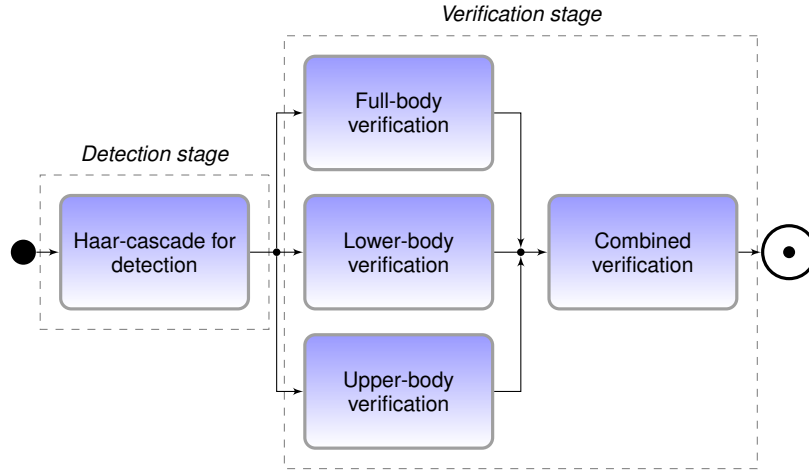 Verification stage
Full-body
verification
Detection stage
Haar-cascade for
detection
Lower-body
verification
Combined
verification
Upper-body
verification